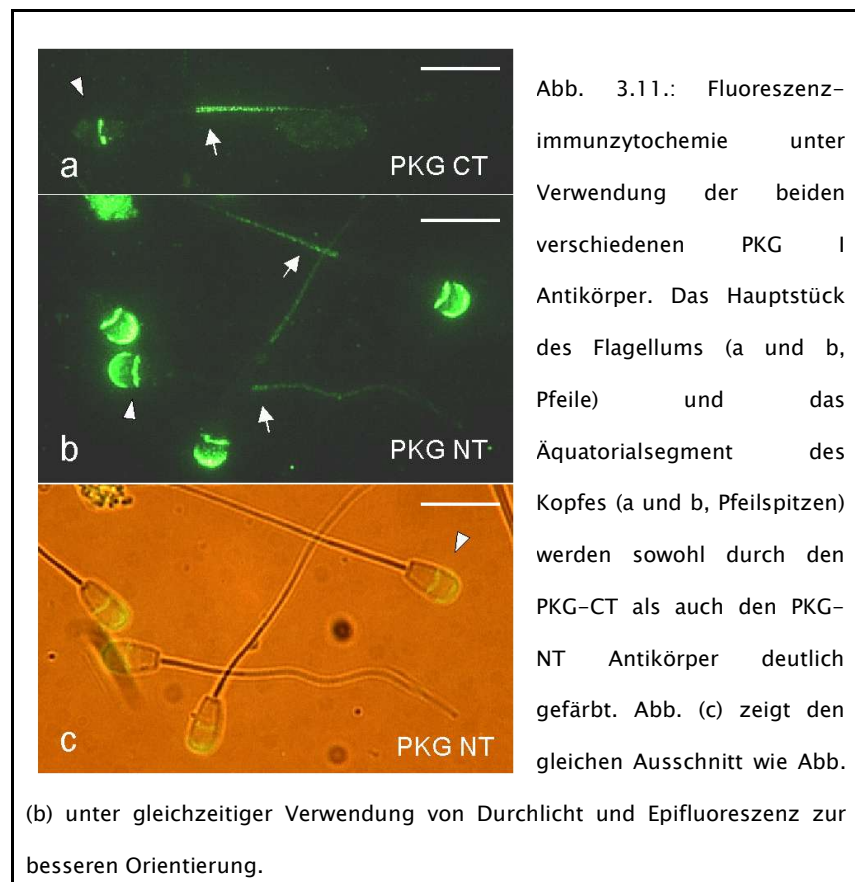 a
PKG CT
b
PKG NT
c
PKG NT
Abb. 3.11.: Fluoreszenz-
immunzytochemie unter
Verwendung der beiden
verschiedenen PKG I
Antikörper. Das Hauptstück
des Flagellums (a und b,
Pfeile) und das
Äquatorialsegment des
Kopfes (a und b, Pfeilspitzen)
werden sowohl durch den
PKG-CT als auch den PKG-
NT Antikörper deutlich
gefärbt. Abb. (c) zeigt den
gleichen Ausschnitt wie Abb.
(b) unter gleichzeitiger Verwendung von Durchlicht und Epifluoreszenz zur
besseren Orientierung.